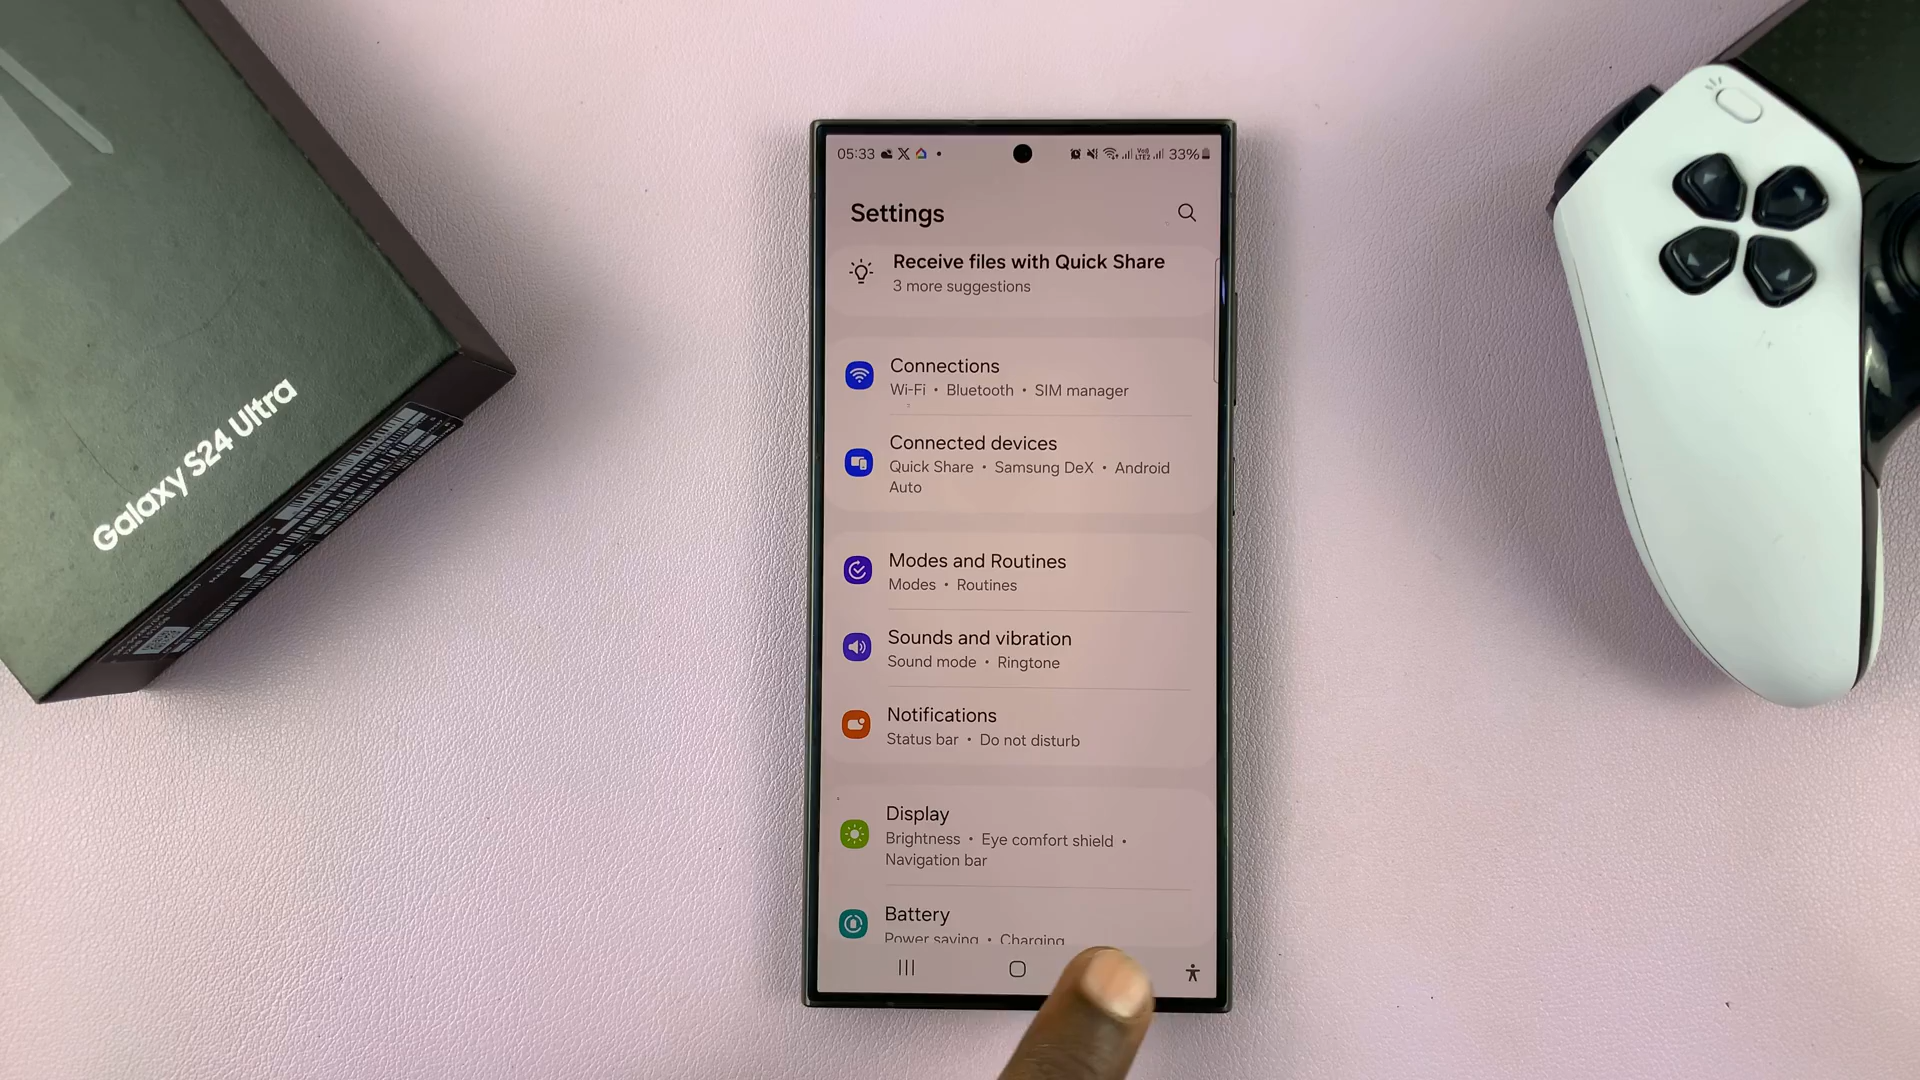 Galaxy S24 Ultra
05:33
33%
Settings
Receive files with Quick Share
3 more suggestions
Connections
Wi-Fi • Bluetooth • SIM manager
Connected devices
Quick Share • Samsung DeX • Android
Auto
Modes and Routines
Modes • Routines
Sounds and vibration
Sound mode • Ringtone
Notifications
Status bar • Do not disturb
Display
Brightness • Eye comfort shield •
Navigation bar
Battery
Power saving • Charging